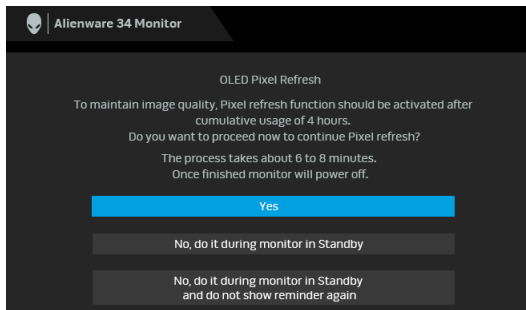 Alienware 34 Monitor
OLED Pixel Refresh
To maintain image quality, Pixel refresh function should be activated after
cumulative usage of 4 hours.
Do you want to proceed now to continue Pixel refresh?
The process takes about 6 to 8 minutes.
Once finished monitor will power off.
Yes
No, do it during monitor in Standby
No, do it during monitor in Standby
and do not show reminder again